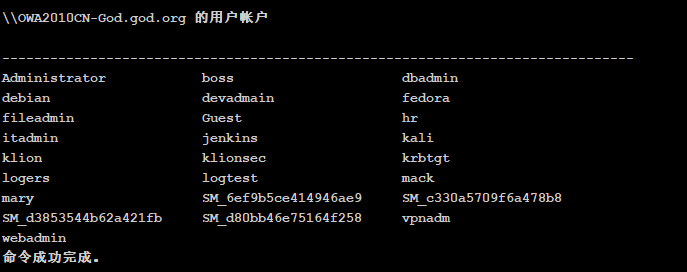 \\OWA2010CN-God.god.org 的用户帐户
-------------------------------------------------------------------------------
Administrator boss dbadmin
debian devadmain fedora
fileadmin Guest hr
itadmin jenkins kali
klion klionsec krbtgt
logers logtest mack
mary SM_6ef9b5ce414946ae9 SM_c330a5709f6a478b8
SM_d3853544b62a421fb SM_d80bb46e75164f258 vpnadm
webadmin
命令成功完成。